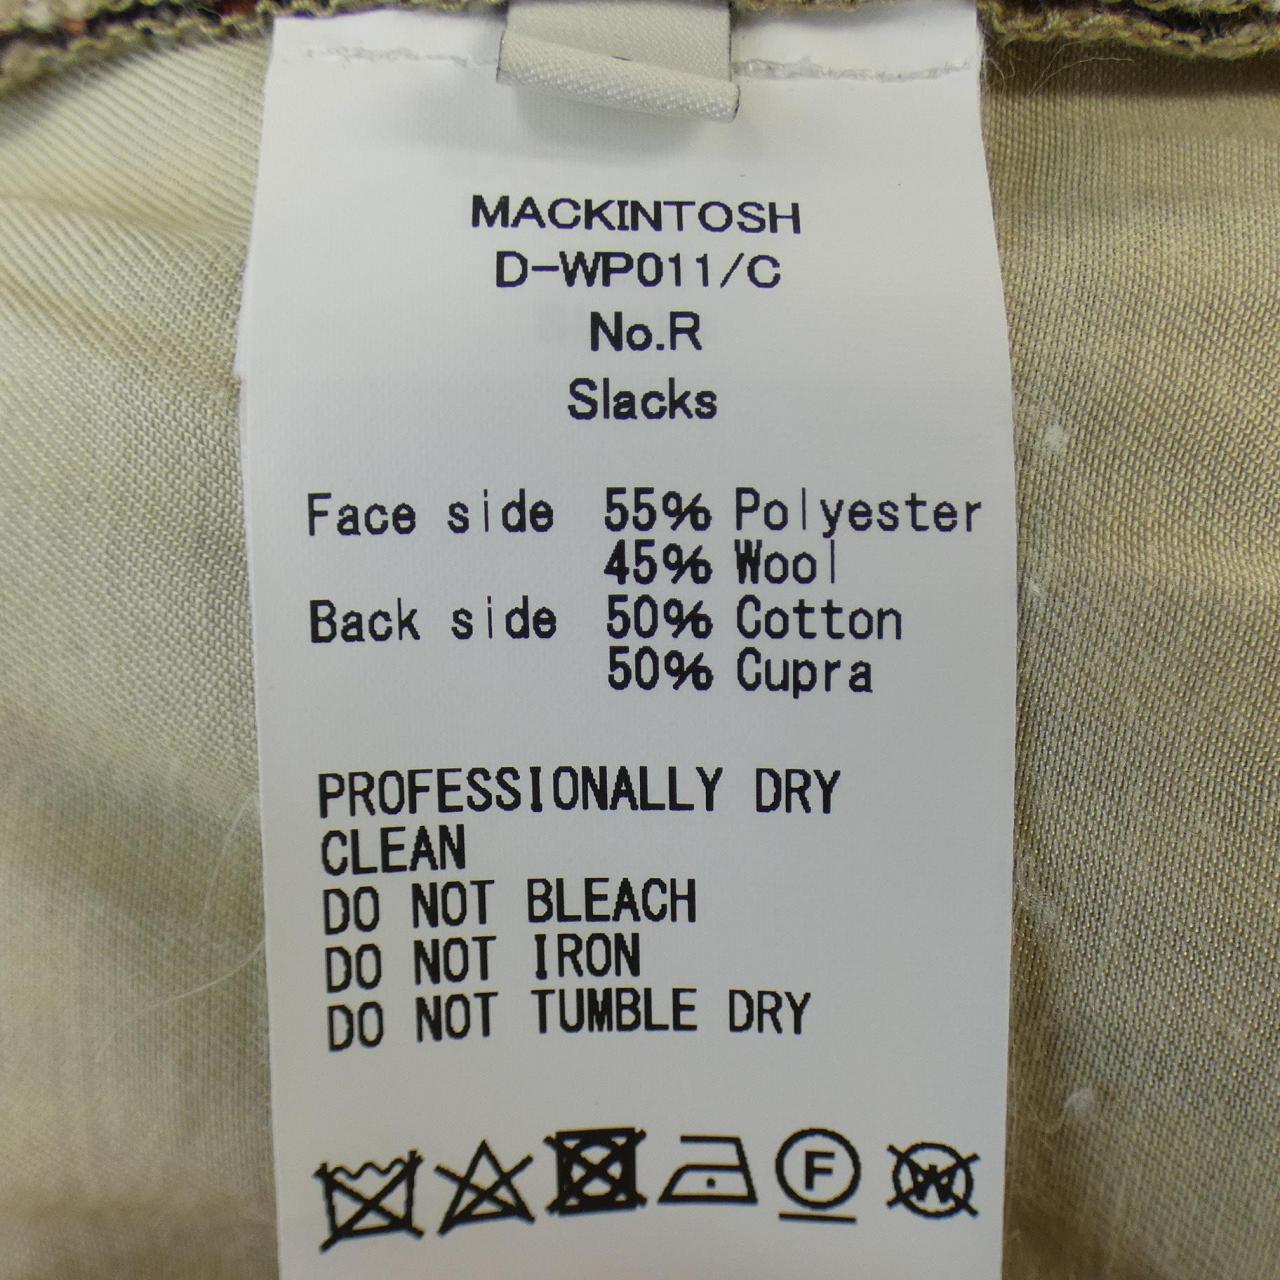 MACKINTOSH
D-WP011/C
No.R
Slacks
Face side 55% Polyester
45% Wool
Back side 50% Cotton
50% Cupra
PROFESSIONALLY DRY
CLEAN
DO NOT BLEACH
DO NOT IRON
DO NOT TUMBLE DRY
F W